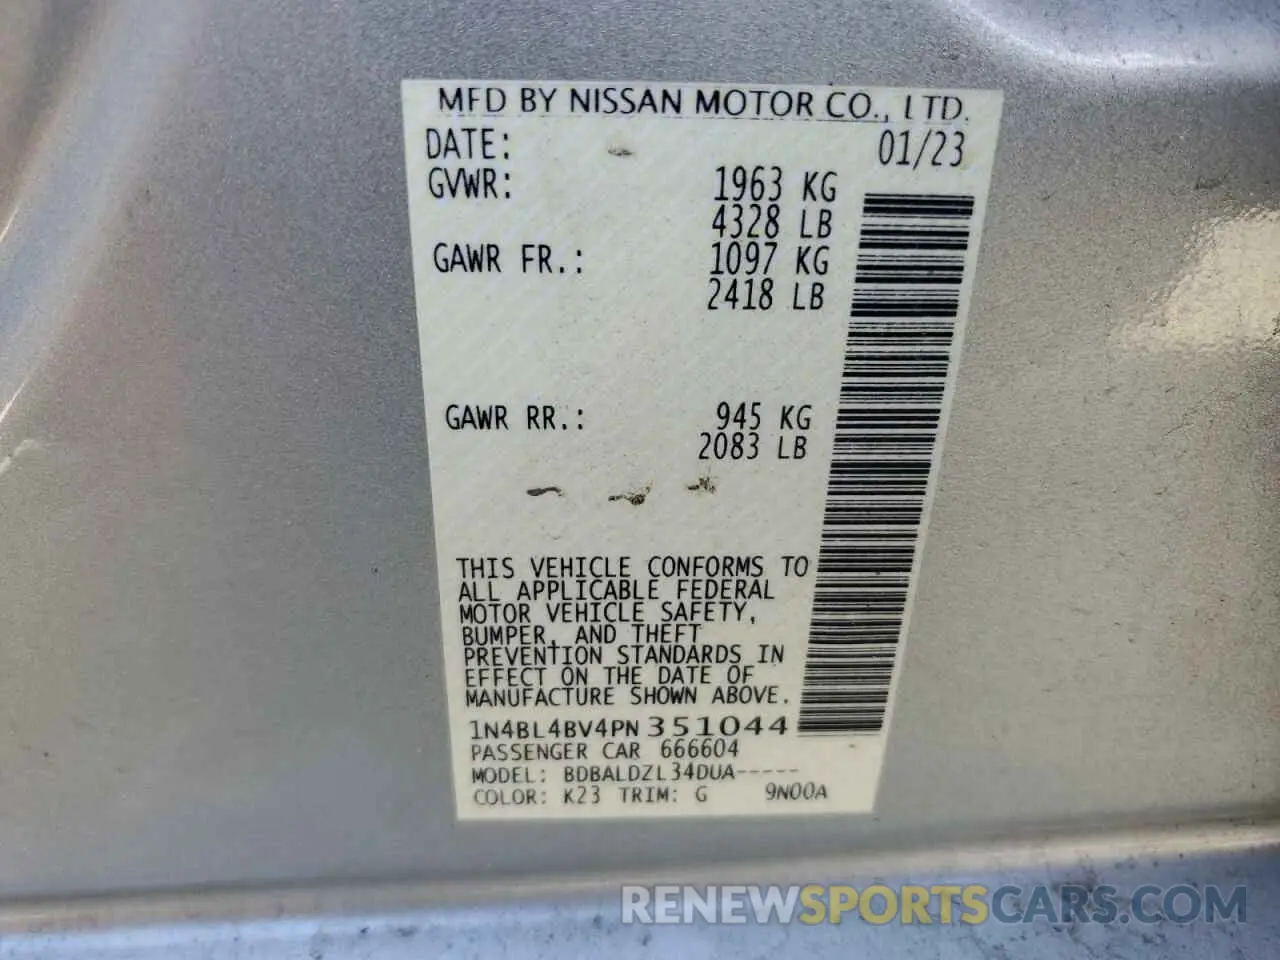 MFD BY NISSAN MOTOR CO., LTD.
DATE: 01/23
GVWR: 1963 KG
4328 LB
GAWR FR.: 1097 KG
2418 LB
GAWR RR.: 945 KG
2083 LB
THIS VEHICLE CONFORMS TO
ALL APPLICABLE FEDERAL
MOTOR VEHICLE SAFETY,
BUMPER, AND THEFT
PREVENTION STANDARDS IN
EFFECT ON THE DATE OF
MANUFACTURE SHOWN ABOVE.
1N4BL4BV4PN351044
PASSENGER CAR 666604
MODEL: BDBALDZL34DUA-----
COLOR: K23 TRIM: G 9N00A
RENEWSPORTSCARS.COM